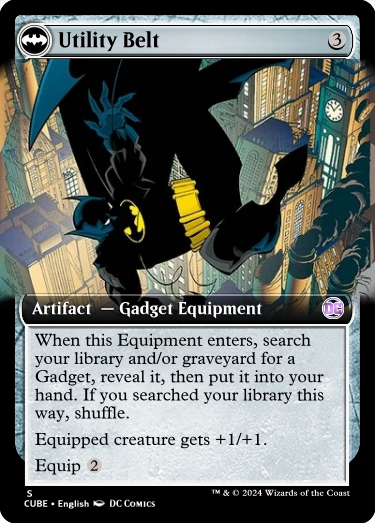 Utility Belt 3
Artifact — Gadget Equipment DC
When this Equipment enters, search
your library and/or graveyard for a
Gadget, reveal it, then put it into your
hand. If you searched your library this
way, shuffle.
Equipped creature gets +1/+1.
Equip 2
S
CUBE • English DC COMICS
™ & © 2024 Wizards of the Coast